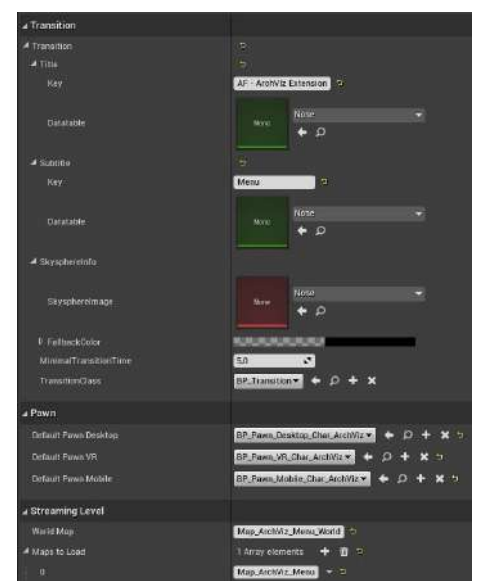 Transition
Transition
Title
Key AF - ArchViz Extension
Datatable None None
Subtitle
Key Menu
Datatable None None
SkysphereInfo
SkysphereImage None None
FallbackColor
MinimalTransitionTime 5,0
TransitionClass BP_Transition
Pawn
Default Pawn Desktop BP_Pawn_Desktop_Char_ArchViz
Default Pawn VR BP_Pawn_VR_Char_ArchViz
Default Pawn Mobile BP_Pawn_Mobile_Char_ArchViz
Streaming Level
World Map Map_ArchViz_Menu_World
Maps to Load 1 Array elements
0 Map_ArchViz_Menu